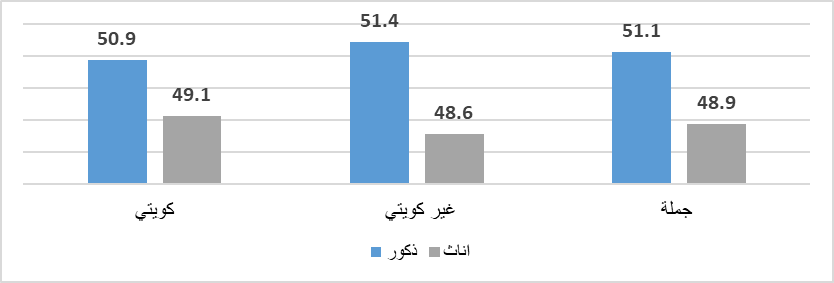 50.9 49.1 51.4 48.6 51.1 48.9
كويتي غير كويتي جملة
ذكور اناث